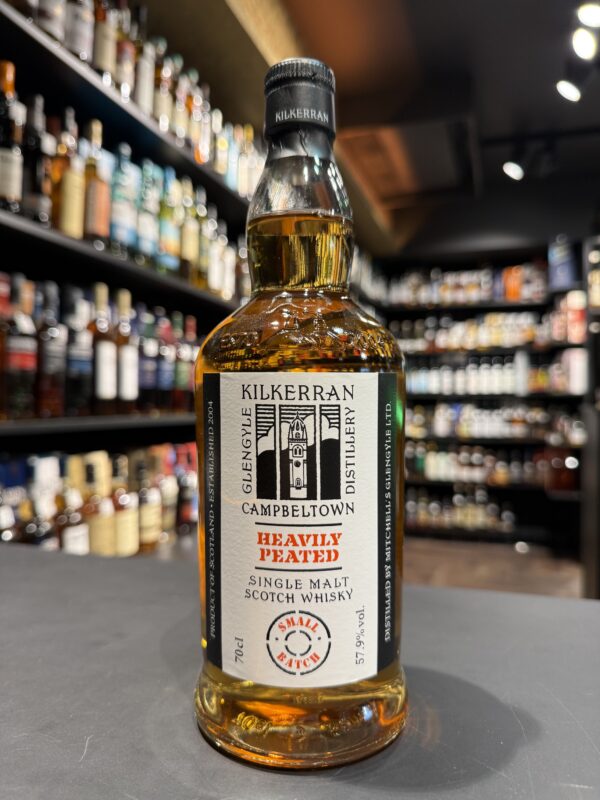 KILKERRAN
KILKERRAN
GLENGYLE
DISTILLERY
CAMPBELTOWN
HEAVILY
PEATED
SINGLE MALT
SCOTCH WHISKY
SMALL
BATCH
70cl
57.9% vol.
PRODUCT OF SCOTLAND • ESTABLISHED 2004
DISTILLED BY MITCHELL'S GLENGYLE LTD.